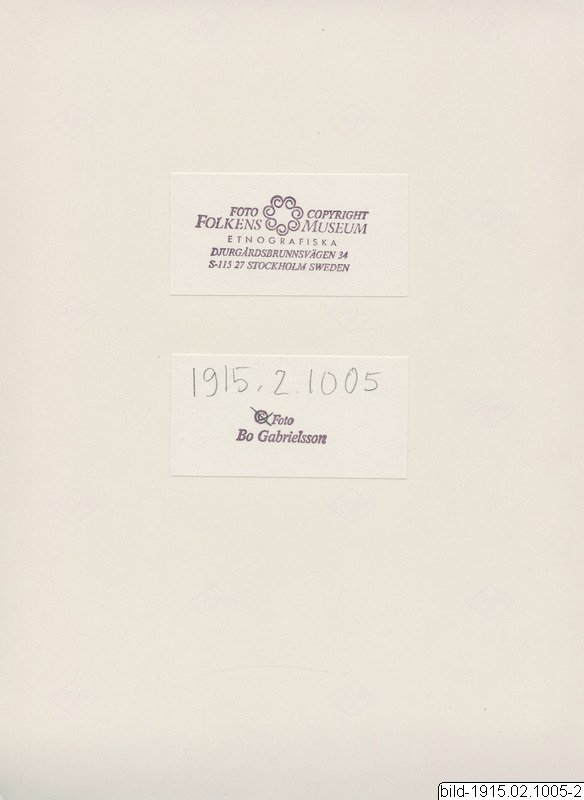 FOTO COPYRIGHT
FOLKENS MUSEUM
ETNOGRAFISKA
DJURGÅRDSBRUNNSVÄGEN 34
S-115 27 STOCKHOLM SWEDEN
1915.2.1005
© Foto
Bo Gabrielsson
bild-1915.02.1005-2